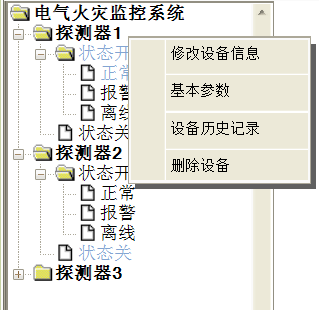 电气火灾监控系统
探测器1
状态开
正常
报警
离线
状态关
修改设备信息
基本参数
设备历史记录
删除设备
探测器2
状态开
正常
报警
离线
状态关
探测器3